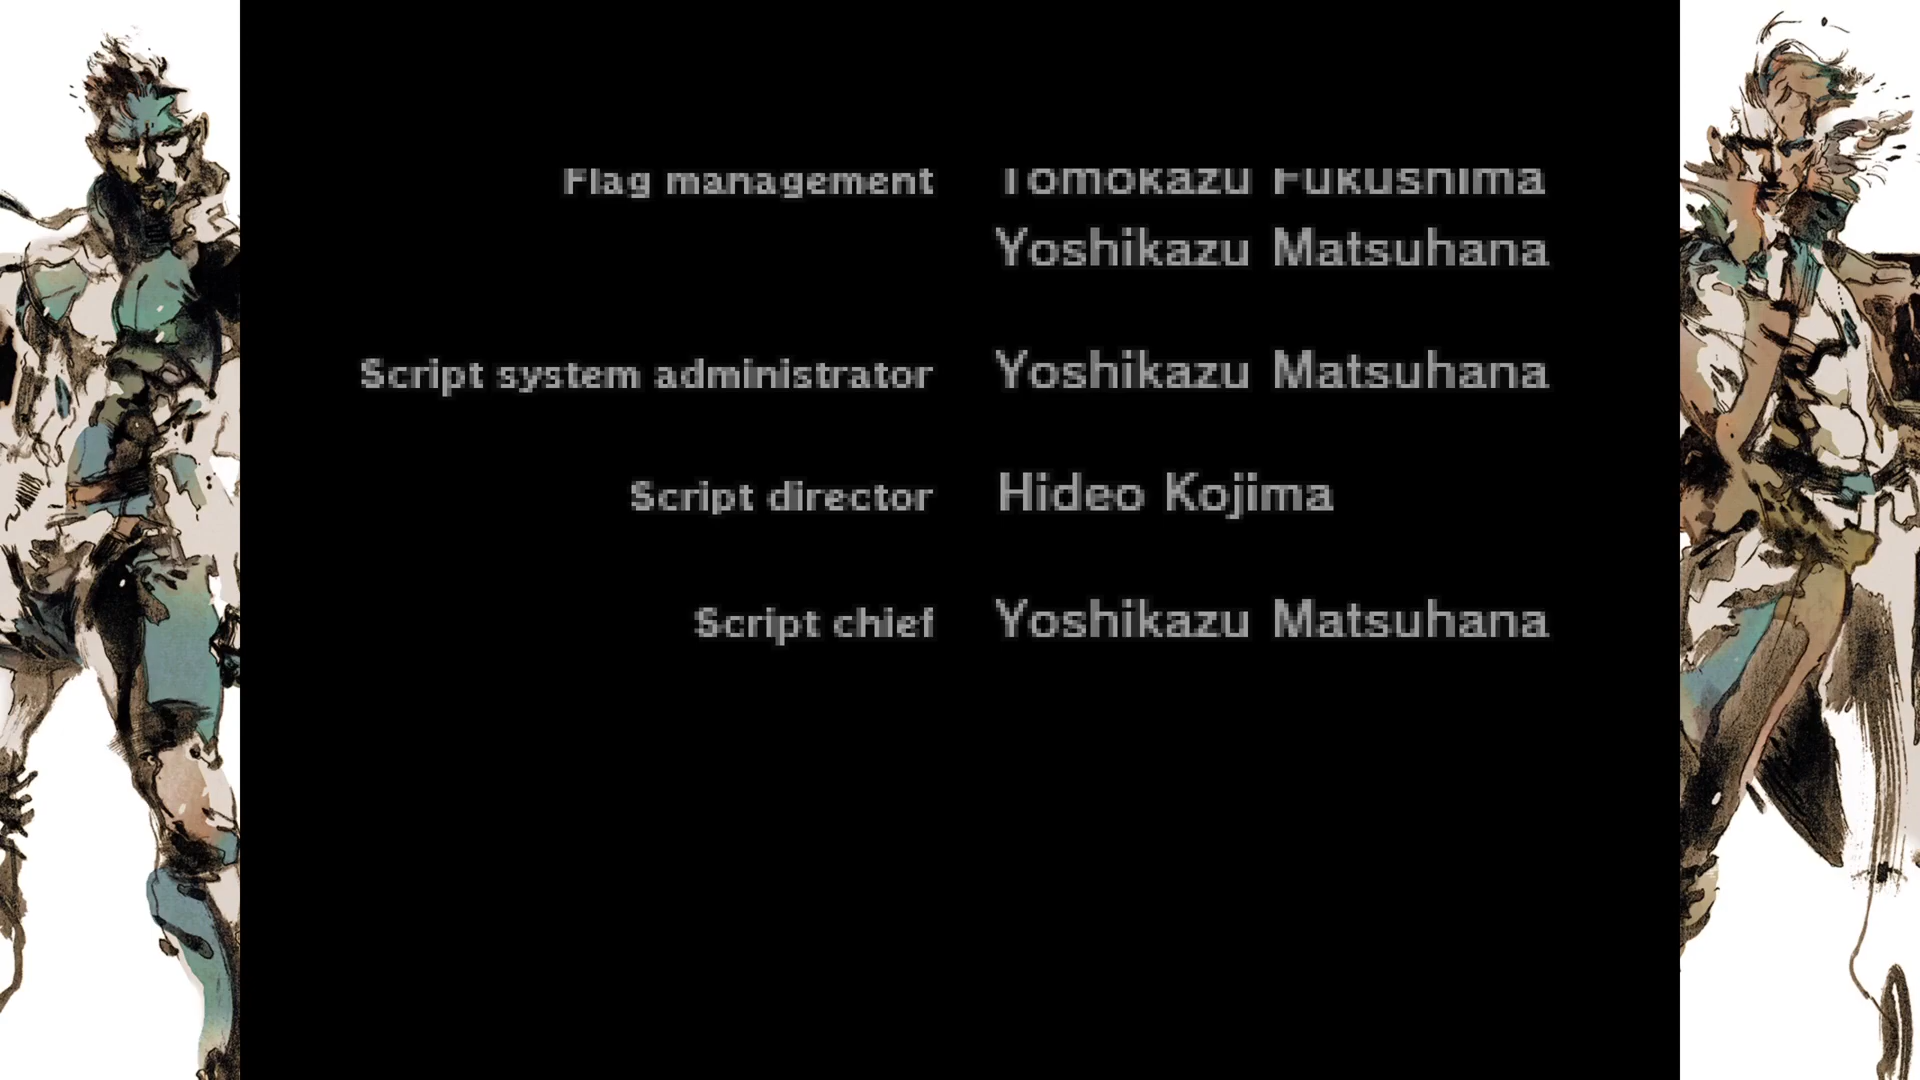 Flag management Tomokazu Fukushima
Yoshikazu Matsuhana
Script system administrator Yoshikazu Matsuhana
Script director Hideo Kojima
Script chief Yoshikazu Matsuhana